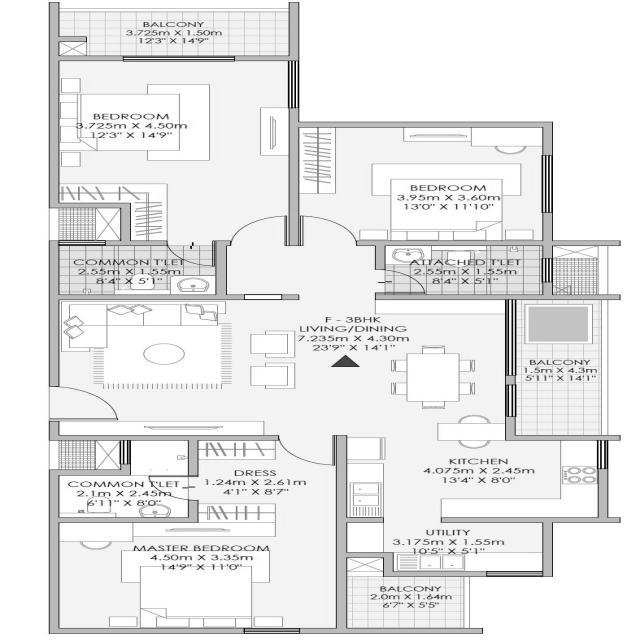 BALCONY
3.725m X 1.50m
12'3" X 14'9"
BEDROOM
3.725m X 4.50m
12'3" X 14'9"
BEDROOM
3.95m X 3.60m
13'0" X 11'10"
COMMON T'LET
2.55m X 1.55m
8'4" X 5'1"
ATTACHED T'LET
2.55m X 1.55m
8'4" X 5'1"
F - 3BHK
LIVING/DINING
7.235m X 4.30m
23'9" X 14'1"
BALCONY
1.5m X 4.3m
5'11" X 14'1"
KITCHEN
4.075m X 2.45m
13'4" X 8'0"
DRESS
1.24m X 2.61m
4'1" X 8'7"
COMMON T'LET
2.1m X 2.45m
6'11" X 8'0"
UTILITY
3.175m X 1.55m
10'5" X 5'1"
MASTER BEDROOM
4.50m X 3.35m
14'9" X 11'0"
BALCONY
2.0m X 1.64m
6'7" X 5'5"